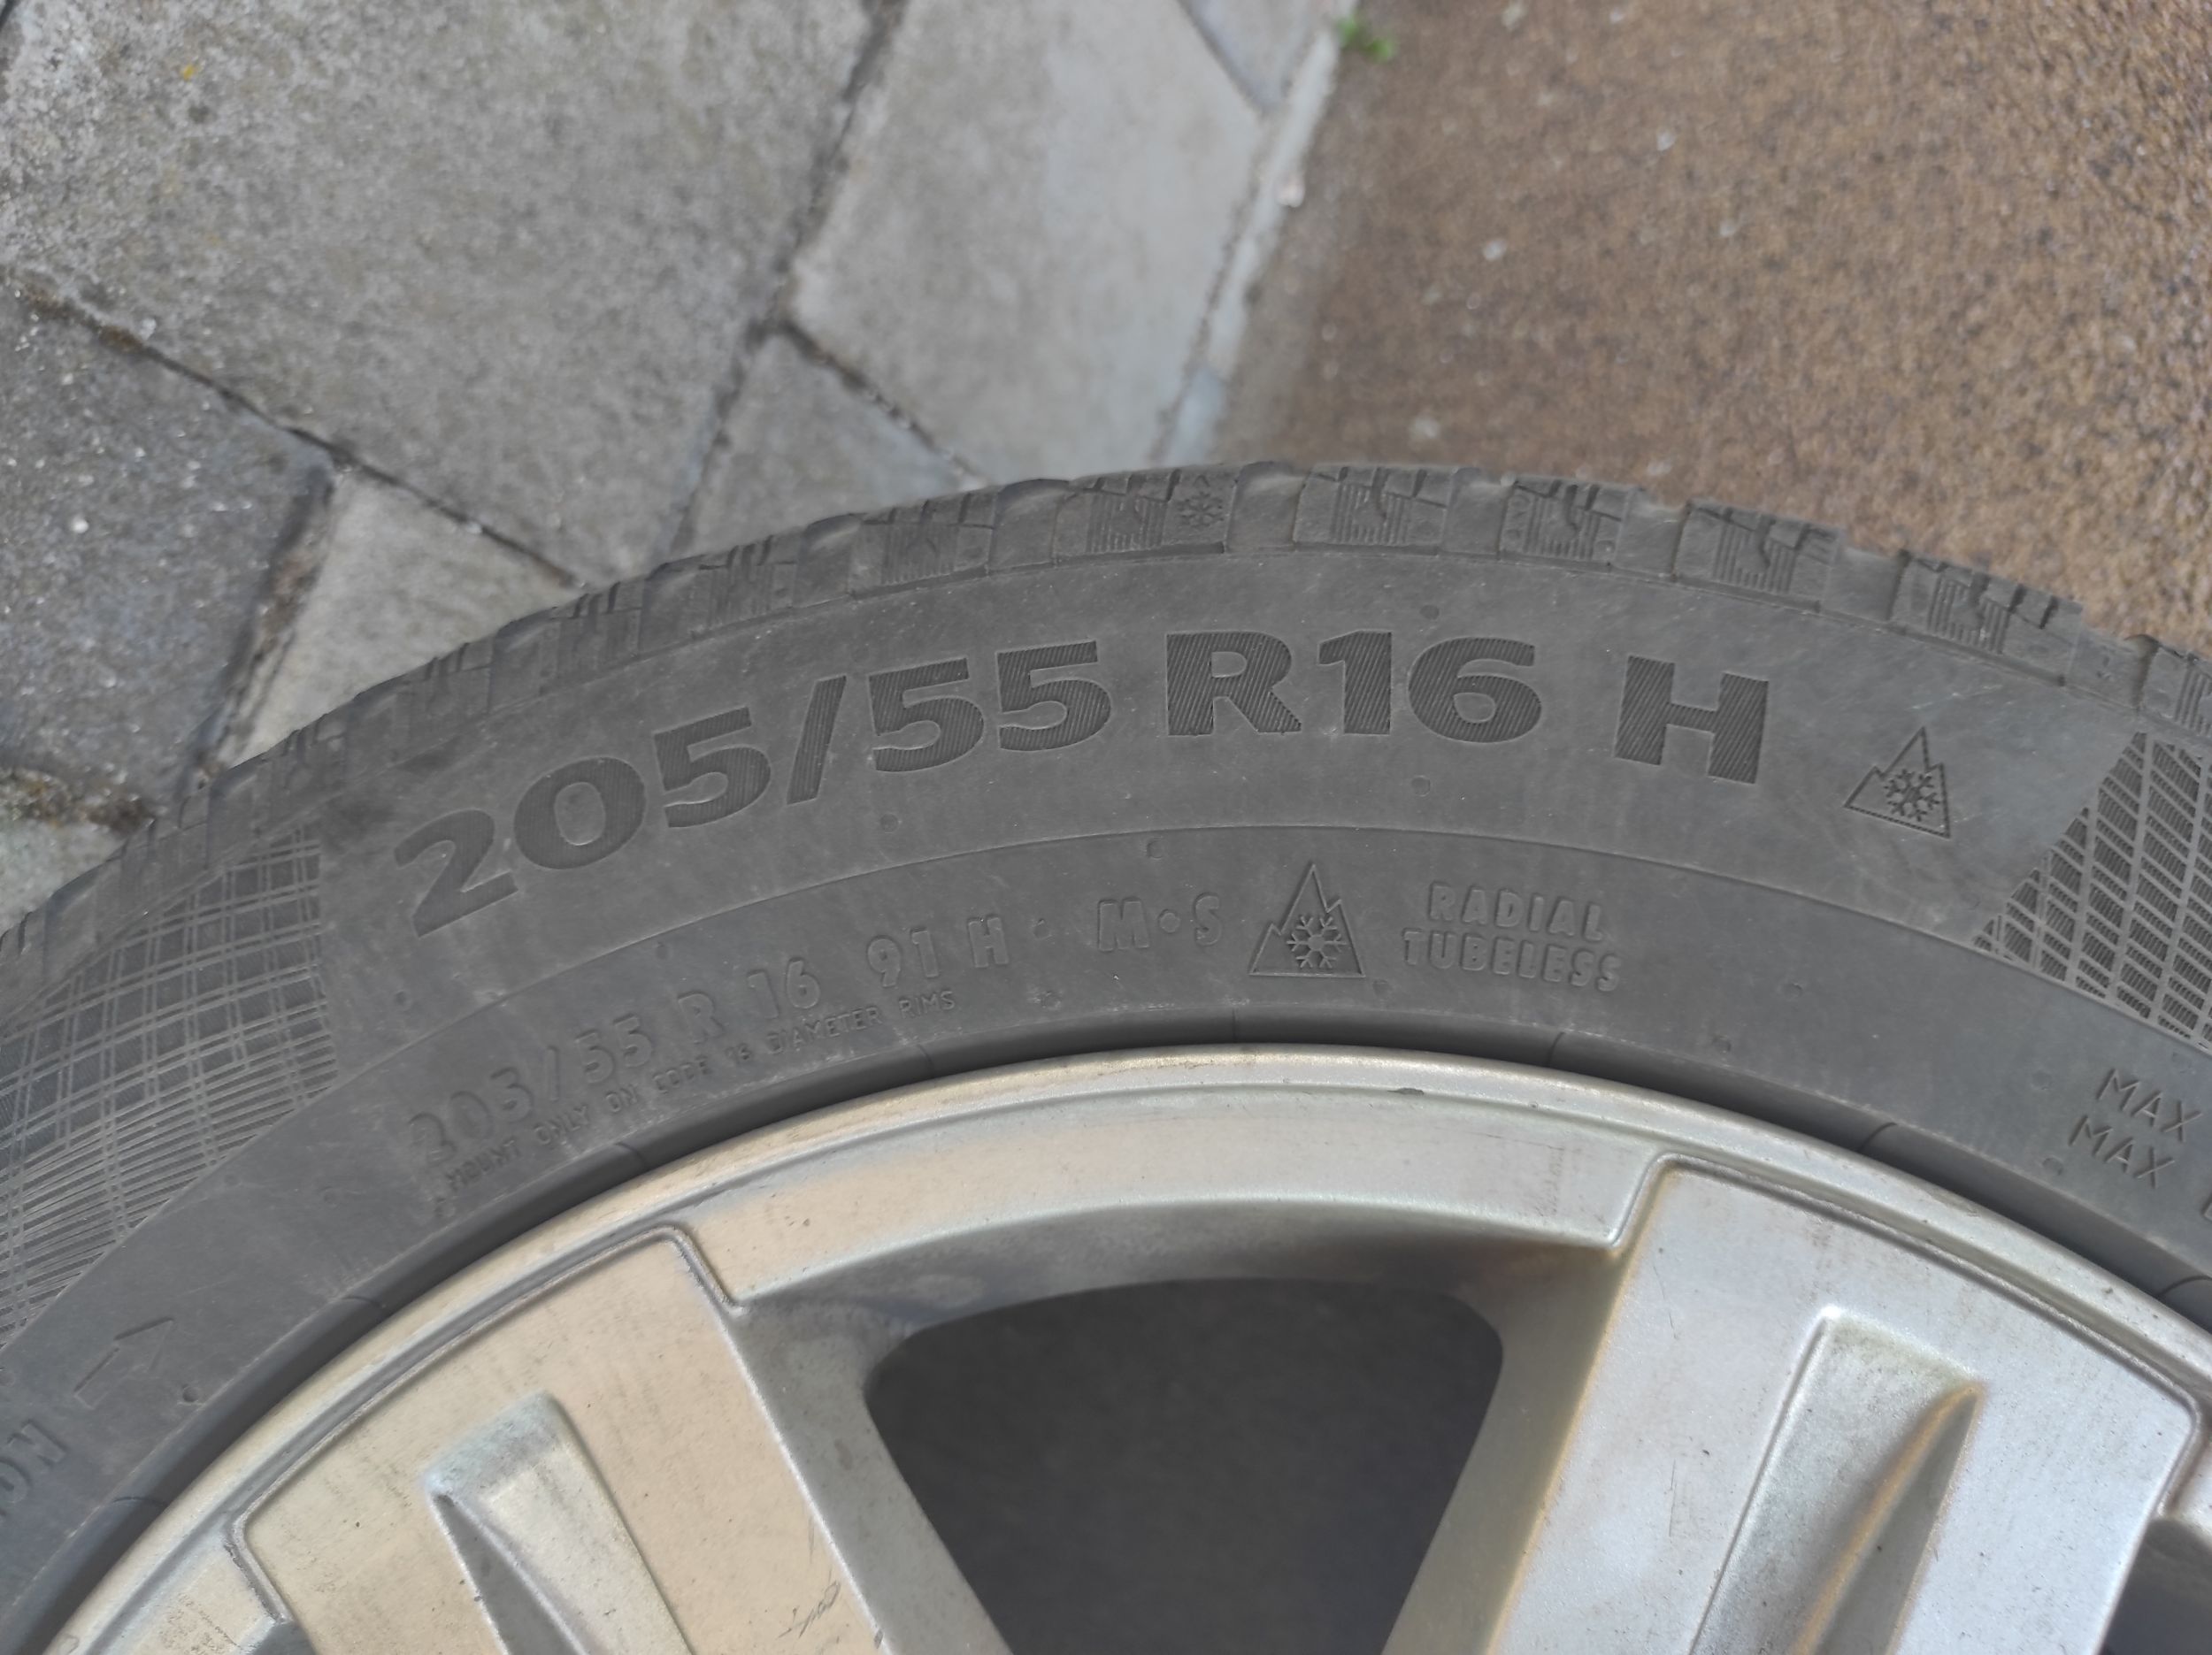 205/55 R16 H
205/55 R 16 91 H M•S
RADIAL
TUBELESS
MOUNT ONLY ON CODE 16 DIAMETER RIMS
MAX
MAX